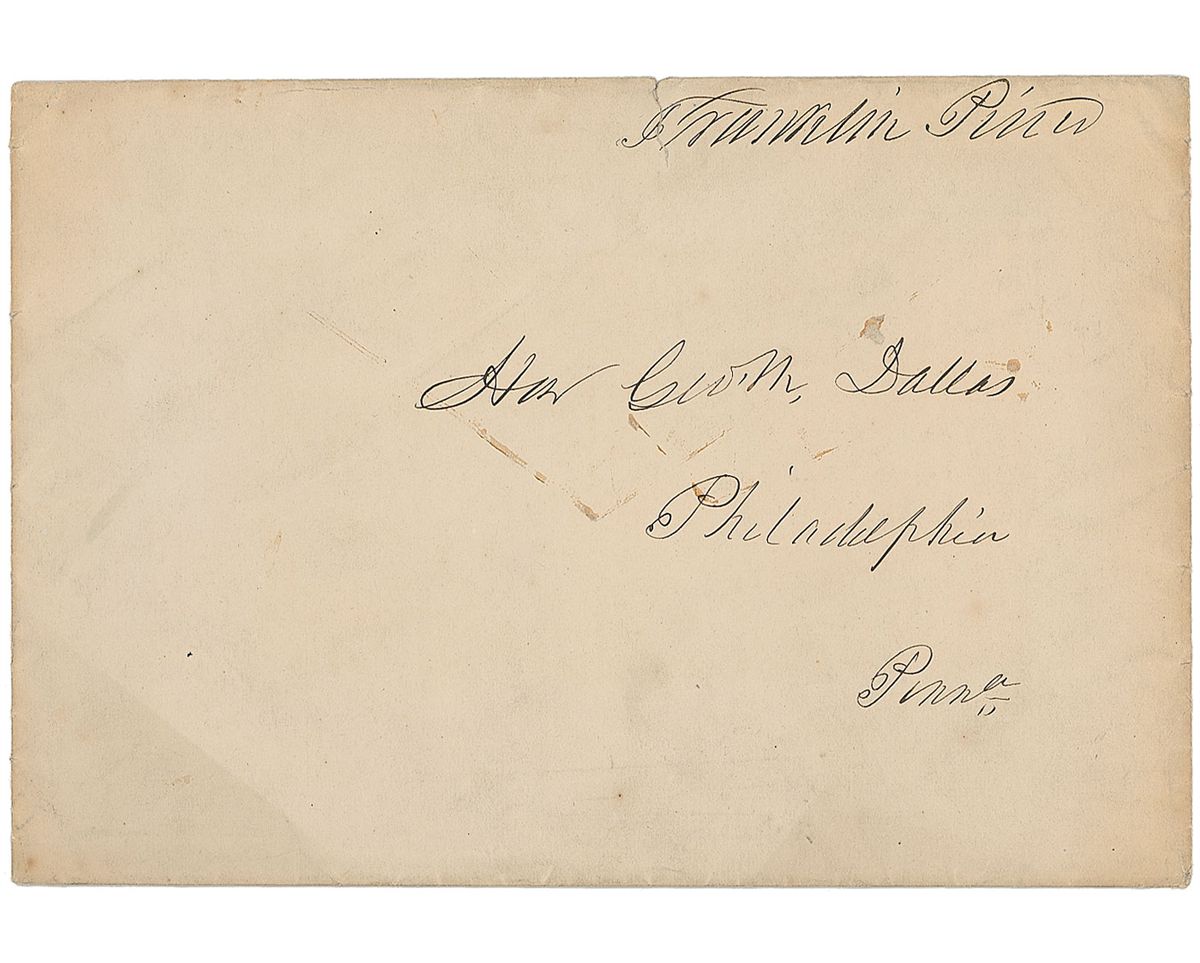 Franklin Pierce
Hon Geo. M. Dallas
Philadelphia
Penna